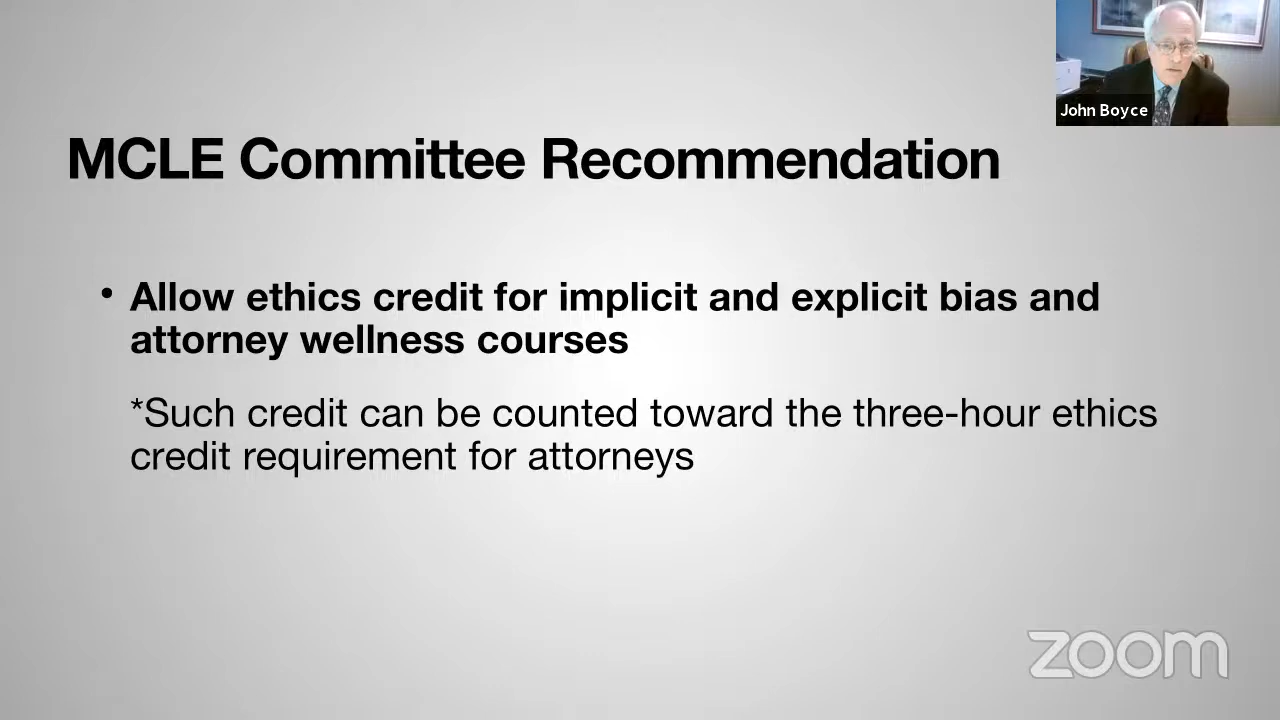 John Boyce
MCLE Committee Recommendation
• Allow ethics credit for implicit and explicit bias and
attorney wellness courses
*Such credit can be counted toward the three-hour ethics
credit requirement for attorneys
zoom